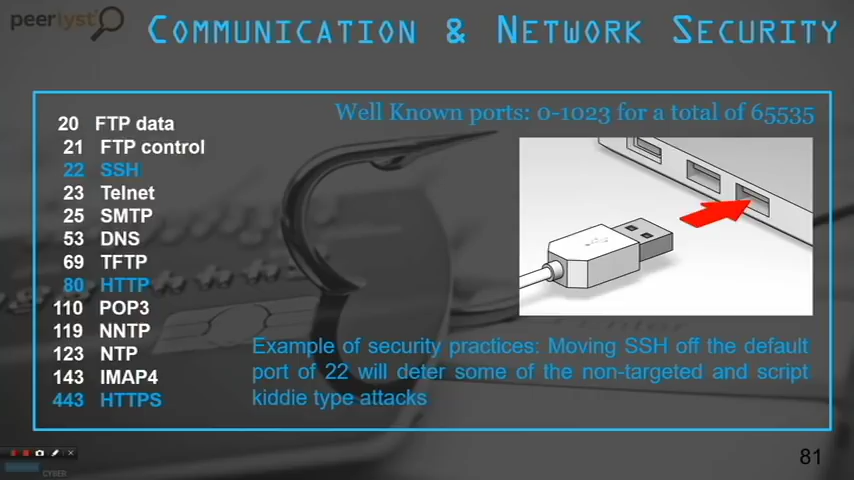 peerlyst
COMMUNICATION & NETWORK SECURITY
Well Known ports: 0-1023 for a total of 65535
20 FTP data
21 FTP control
22 SSH
23 Telnet
25 SMTP
53 DNS
69 TFTP
80 HTTP
110 POP3
119 NNTP
123 NTP
143 IMAP4
443 HTTPS
Example of security practices: Moving SSH off the default
port of 22 will deter some of the non-targeted and script
kiddie type attacks
81
CYBER